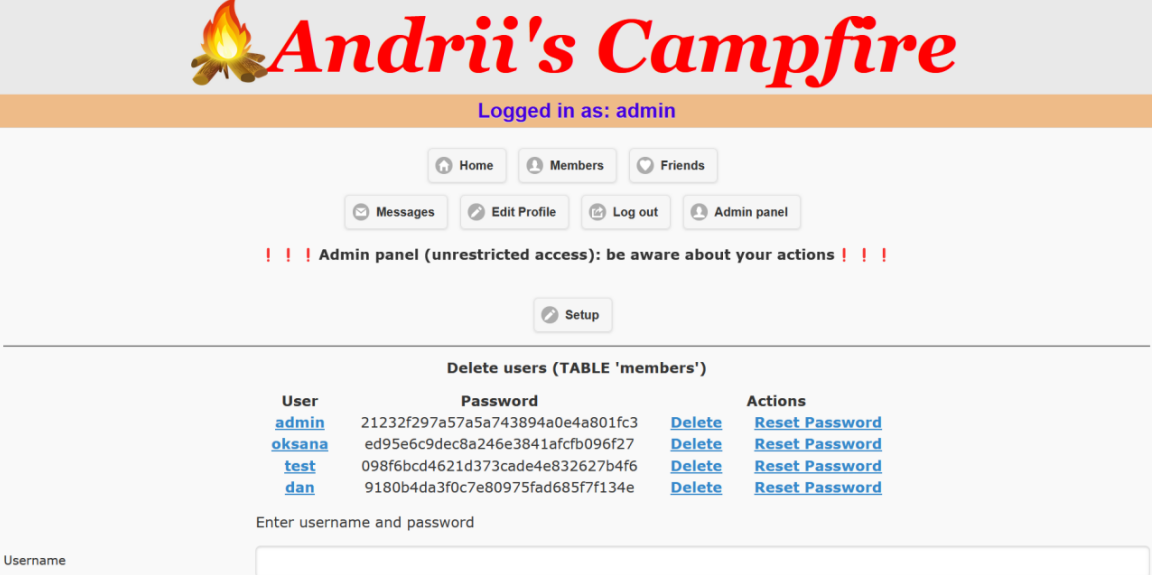 Andrii's Campfire
Logged in as: admin
Home Members Friends
Messages Edit Profile Log out Admin panel
❗ ❗ ❗ Admin panel (unrestricted access): be aware about your actions ❗ ❗ ❗
Setup
Delete users (TABLE 'members')
User Password Actions
admin 21232f297a57a5a743894a0e4a801fc3 Delete Reset Password
oksana ed95e6c9dec8a246e3841afcfb096f27 Delete Reset Password
test 098f6bcd4621d373cade4e832627b4f6 Delete Reset Password
dan 9180b4da3f0c7e80975fad685f7f134e Delete Reset Password
Enter username and password
Username